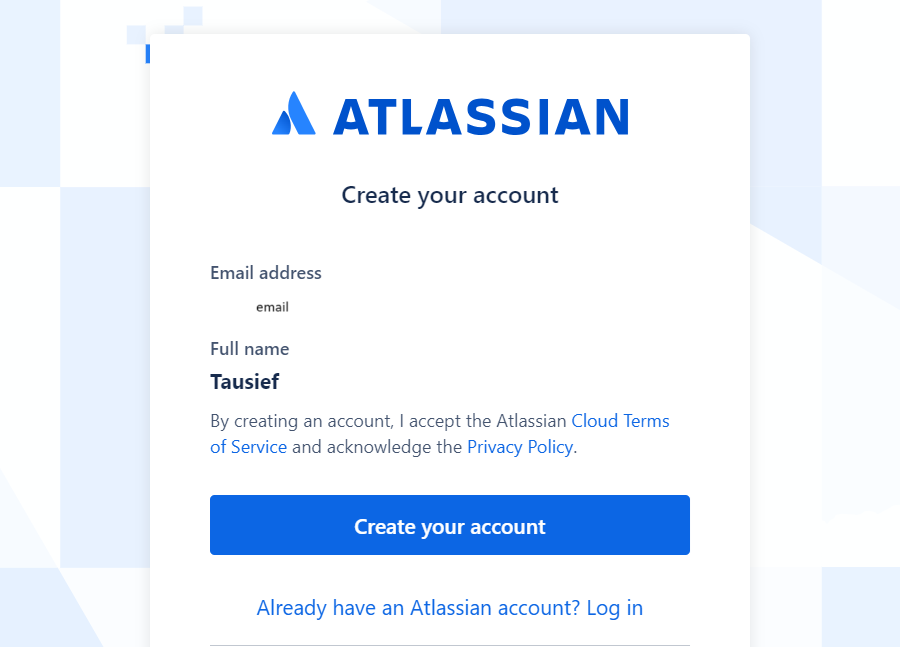 ATLASSIAN
Create your account
Email address
email
Full name
Tausief
By creating an account, I accept the Atlassian Cloud Terms
of Service and acknowledge the Privacy Policy.
Create your account
Already have an Atlassian account? Log in